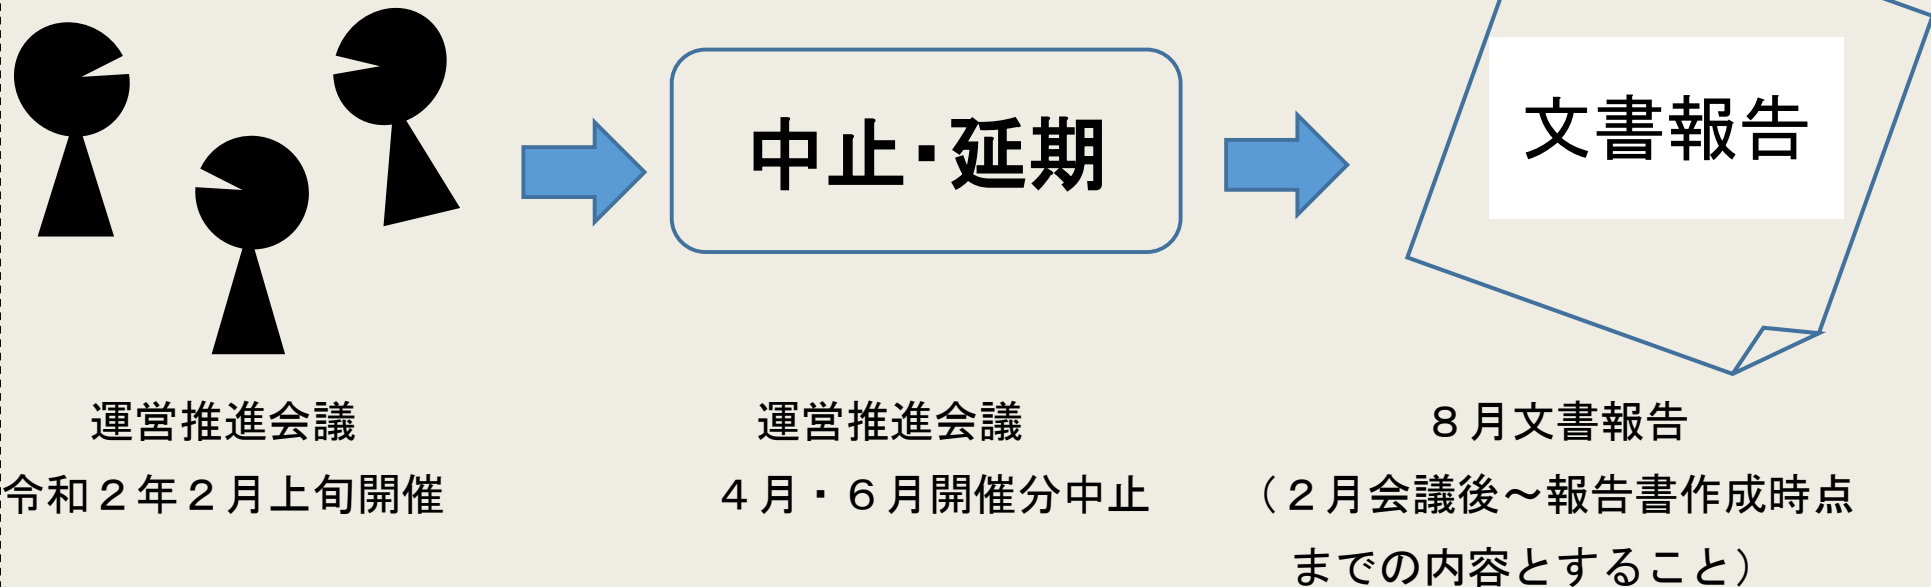 中止・延期
文書報告
運営推進会議
令和２年２月上旬開催
運営推進会議
４月・６月開催分中止
８月文書報告
（２月会議後～報告書作成時点
までの内容とすること）